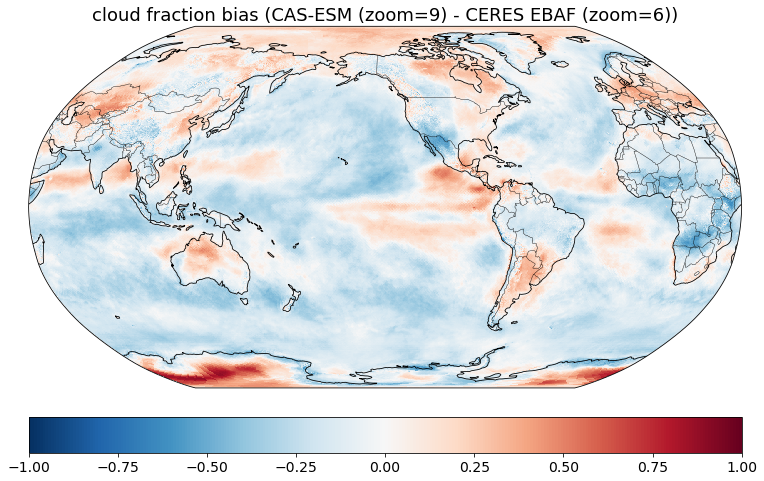 cloud fraction bias (CAS-ESM (zoom=9) - CERES EBAF (zoom=6))
−1.00 −0.75 −0.50 −0.25 0.00 0.25 0.50 0.75 1.00